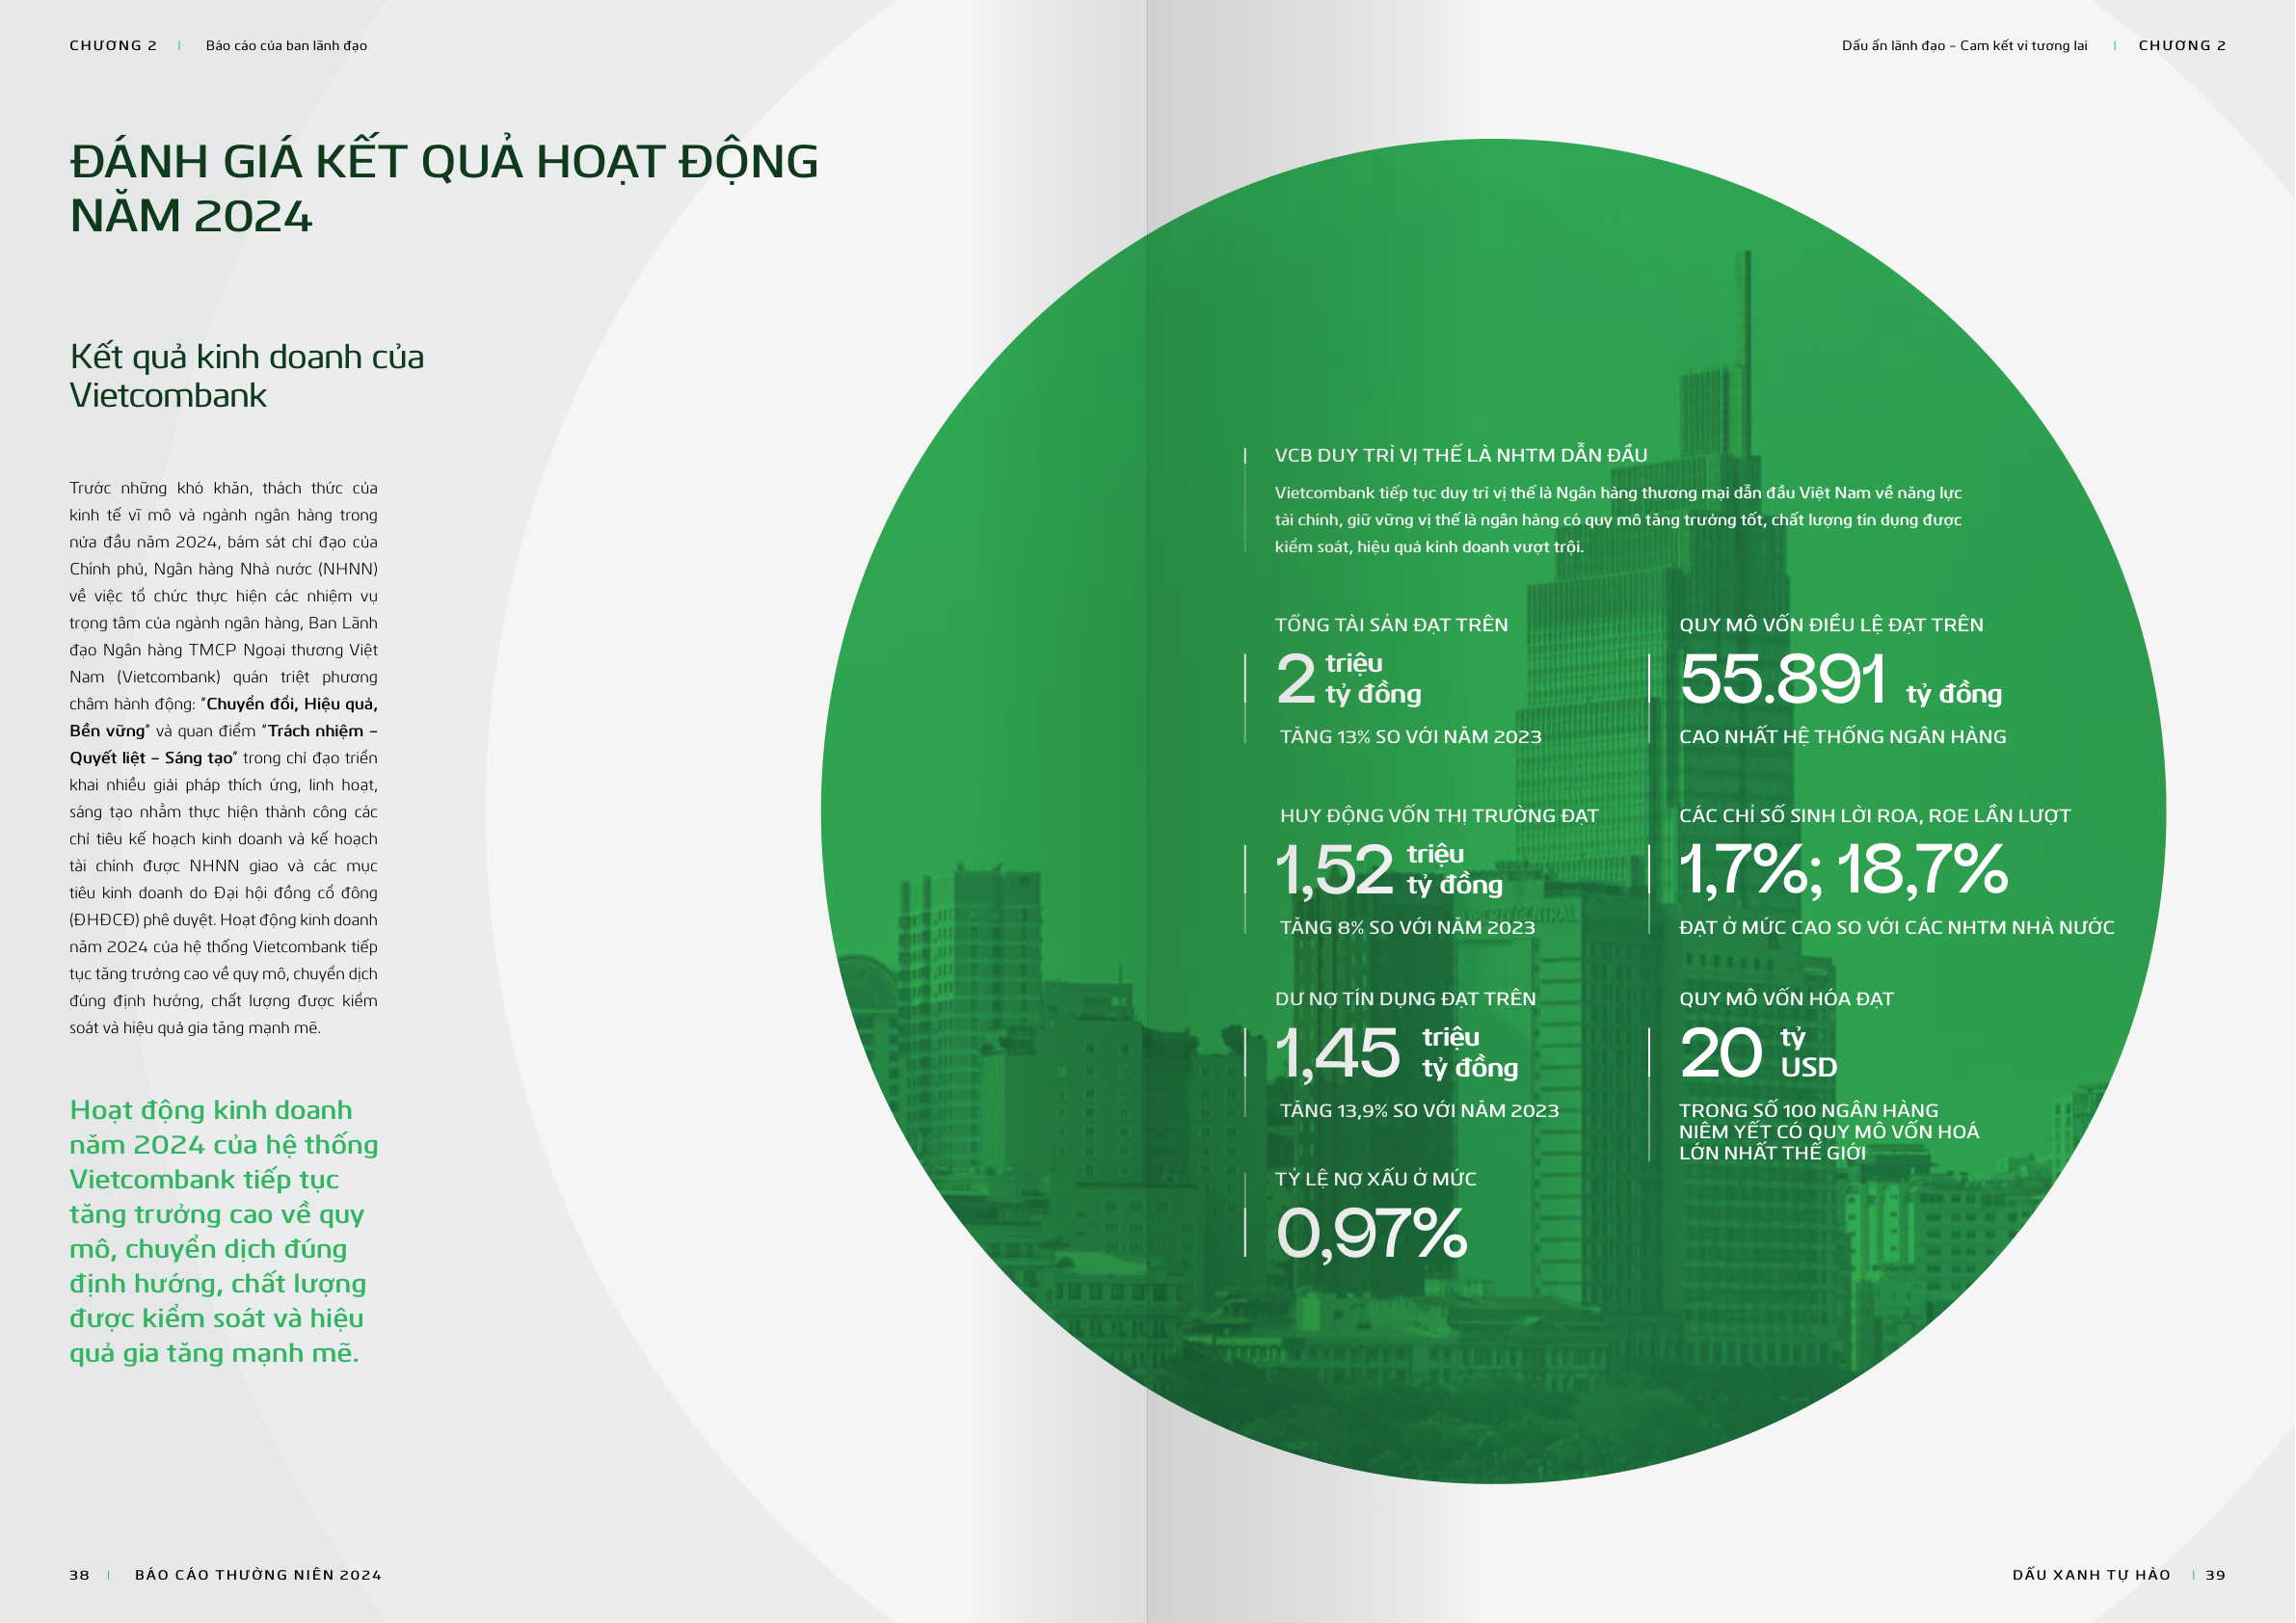 CHƯƠNG 2 | Báo cáo của ban lãnh đạo
Dấu ấn lãnh đạo – Cam kết vì tương lai | CHƯƠNG 2
ĐÁNH GIÁ KẾT QUẢ HOẠT ĐỘNG
NĂM 2024
Kết quả kinh doanh của
Vietcombank
Trước những khó khăn, thách thức của
kinh tế vĩ mô và ngành ngân hàng trong
nửa đầu năm 2024, bám sát chỉ đạo của
Chính phủ, Ngân hàng Nhà nước (NHNN)
về việc tổ chức thực hiện các nhiệm vụ
trọng tâm của ngành ngân hàng, Ban Lãnh
đạo Ngân hàng TMCP Ngoại thương Việt
Nam (Vietcombank) quán triệt phương
châm hành động: “Chuyển đổi, Hiệu quả,
Bền vững” và quan điểm “Trách nhiệm –
Quyết liệt – Sáng tạo” trong chỉ đạo triển
khai nhiều giải pháp thích ứng, linh hoạt,
sáng tạo nhằm thực hiện thành công các
chỉ tiêu kế hoạch kinh doanh và kế hoạch
tài chính được NHNN giao và các mục
tiêu kinh doanh do Đại hội đồng cổ đông
(ĐHĐCĐ) phê duyệt. Hoạt động kinh doanh
năm 2024 của hệ thống Vietcombank tiếp
tục tăng trưởng cao về quy mô, chuyển dịch
đúng định hướng, chất lượng được kiểm
soát và hiệu quả gia tăng mạnh mẽ.
Hoạt động kinh doanh
năm 2024 của hệ thống
Vietcombank tiếp tục
tăng trưởng cao về quy
mô, chuyển dịch đúng
định hướng, chất lượng
được kiểm soát và hiệu
quả gia tăng mạnh mẽ.
VCB DUY TRÌ VỊ THẾ LÀ NHTM DẪN ĐẦU
Vietcombank tiếp tục duy trì vị thế là Ngân hàng thương mại dẫn đầu Việt Nam về năng lực
tài chính, giữ vững vị thế là ngân hàng có quy mô tăng trưởng tốt, chất lượng tín dụng được
kiểm soát, hiệu quả kinh doanh vượt trội.
TỔNG TÀI SẢN ĐẠT TRÊN
2 triệu
tỷ đồng
TĂNG 13% SO VỚI NĂM 2023
QUY MÔ VỐN ĐIỀU LỆ ĐẠT TRÊN
55.891 tỷ đồng
CAO NHẤT HỆ THỐNG NGÂN HÀNG
HUY ĐỘNG VỐN THỊ TRƯỜNG ĐẠT
1,52 triệu
tỷ đồng
TĂNG 8% SO VỚI NĂM 2023
CÁC CHỈ SỐ SINH LỜI ROA, ROE LẦN LƯỢT
1,7%; 18,7%
ĐẠT Ở MỨC CAO SO VỚI CÁC NHTM NHÀ NƯỚC
DƯ NỢ TÍN DỤNG ĐẠT TRÊN
1,45 triệu
tỷ đồng
TĂNG 13,9% SO VỚI NĂM 2023
QUY MÔ VỐN HÓA ĐẠT
20 tỷ
USD
TRONG SỐ 100 NGÂN HÀNG
NIÊM YẾT CÓ QUY MÔ VỐN HOÁ
LỚN NHẤT THẾ GIỚI
TỶ LỆ NỢ XẤU Ở MỨC
0,97%
LIBERTY CENTRAL
38 | BÁO CÁO THƯỜNG NIÊN 2024
DẤU XANH TỰ HÀO | 39